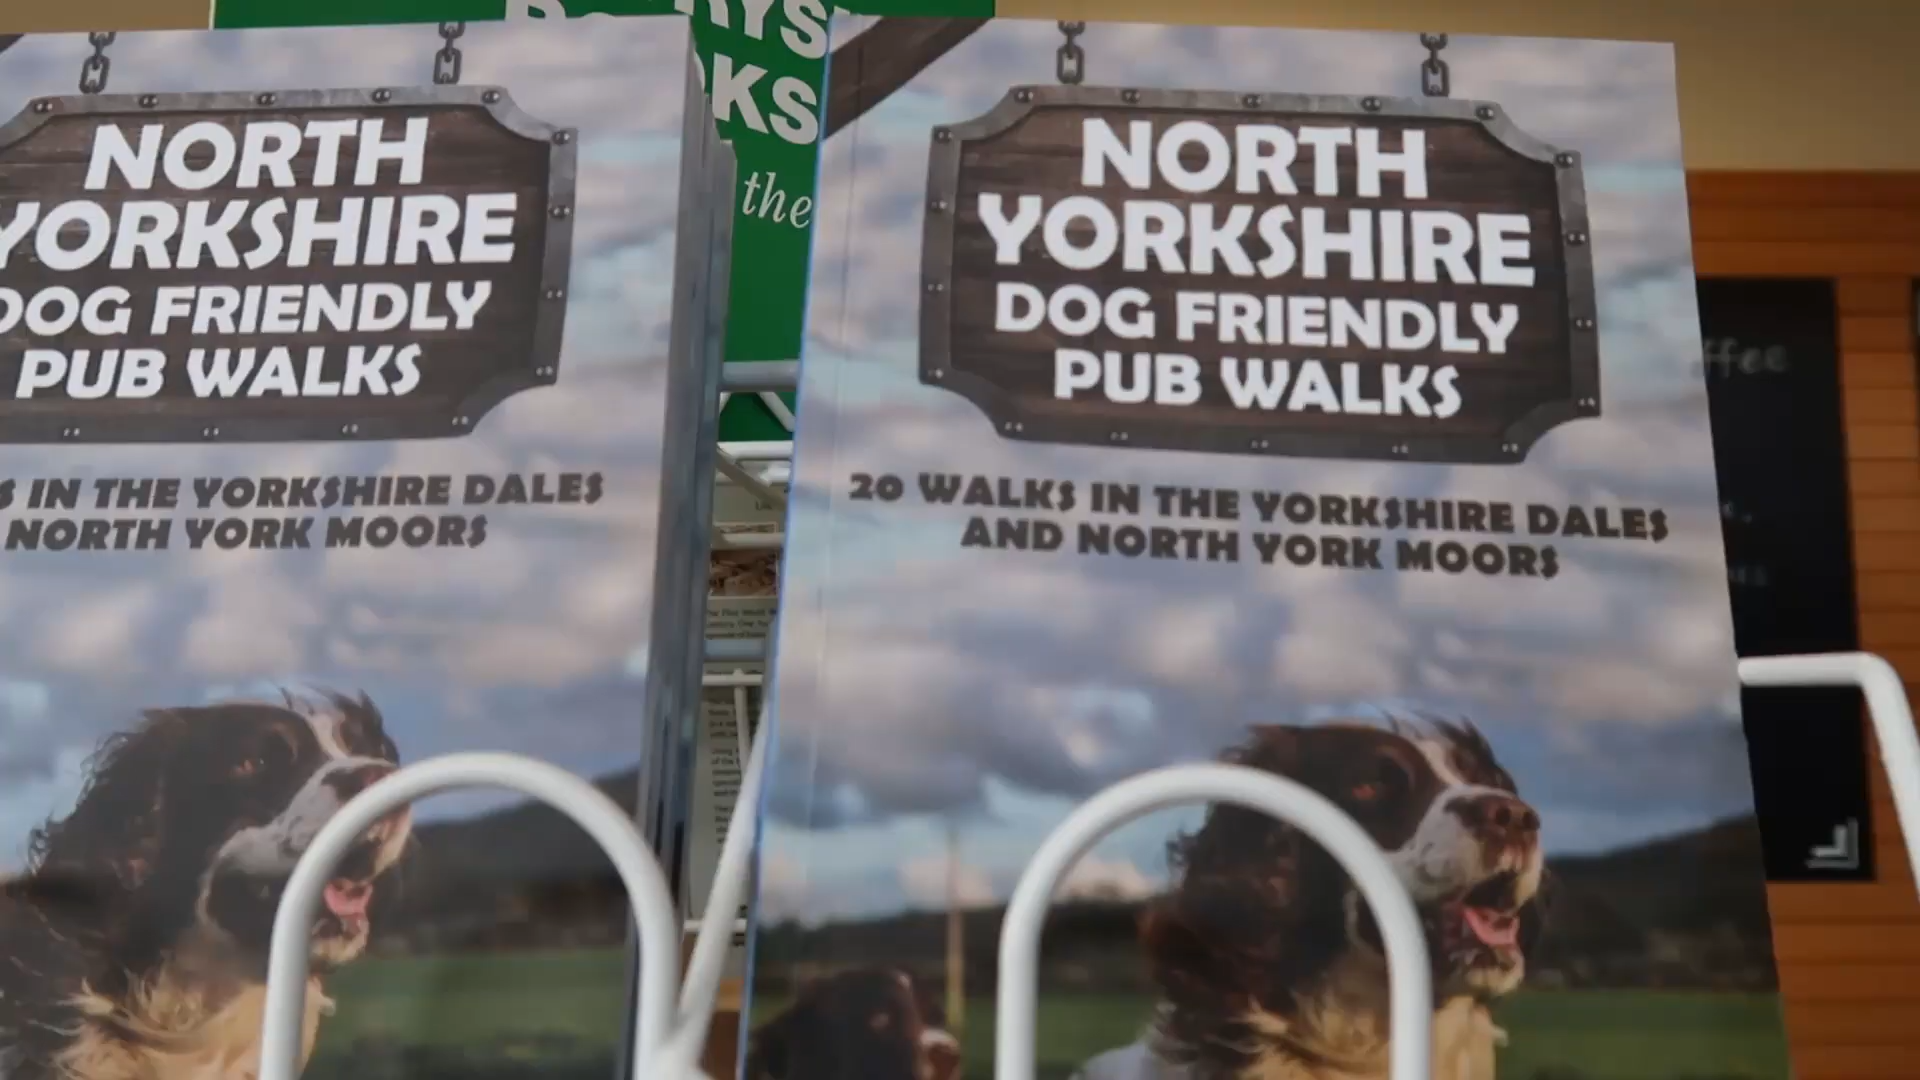 NORTH
YORKSHIRE
DOG FRIENDLY
PUB WALKS
S IN THE YORKSHIRE DALES
NORTH YORK MOORS
the
NORTH
YORKSHIRE
DOG FRIENDLY
PUB WALKS
20 WALKS IN THE YORKSHIRE DALES
AND NORTH YORK MOORS
ffee